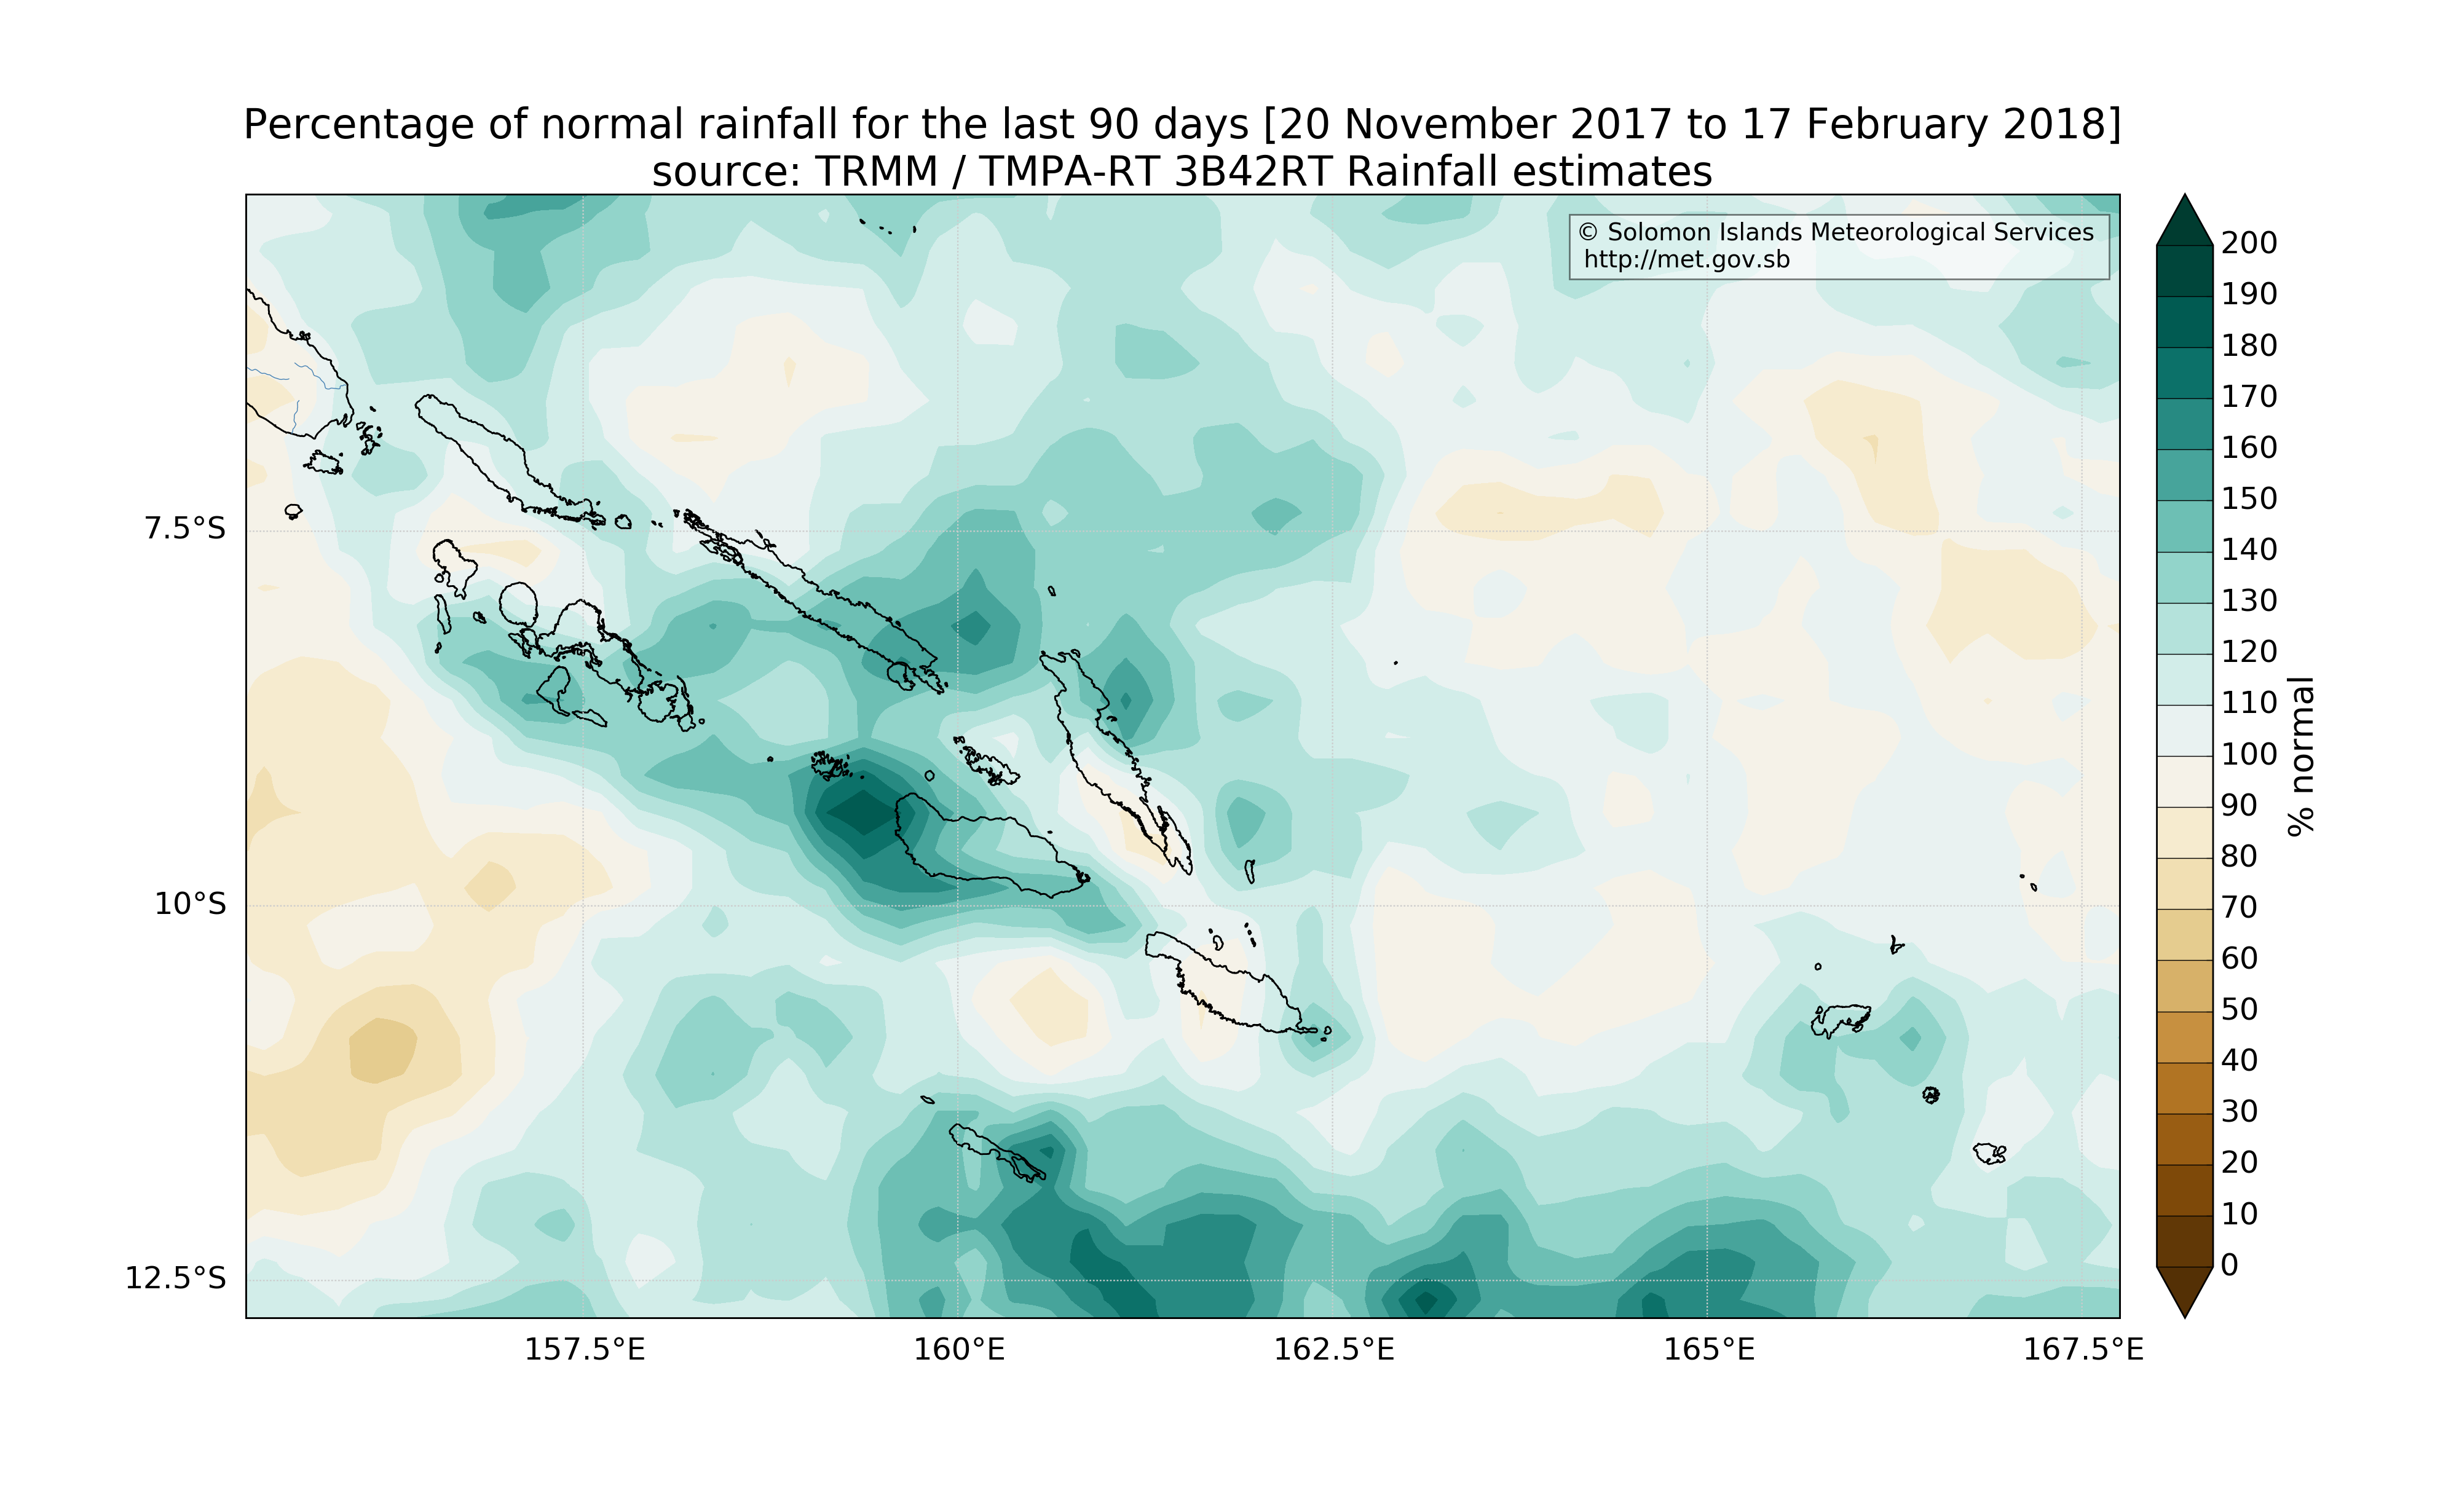 Percentage of normal rainfall for the last 90 days [20 November 2017 to 17 February 2018]
source: TRMM / TMPA-RT 3B42RT Rainfall estimates
© Solomon Islands Meteorological Services
http://met.gov.sb
7.5°S
10°S
12.5°S
157.5°E
160°E
162.5°E
165°E
167.5°E
200
190
180
170
160
150
140
130
120
110
100
90
80
70
60
50
40
30
20
10
0
% normal